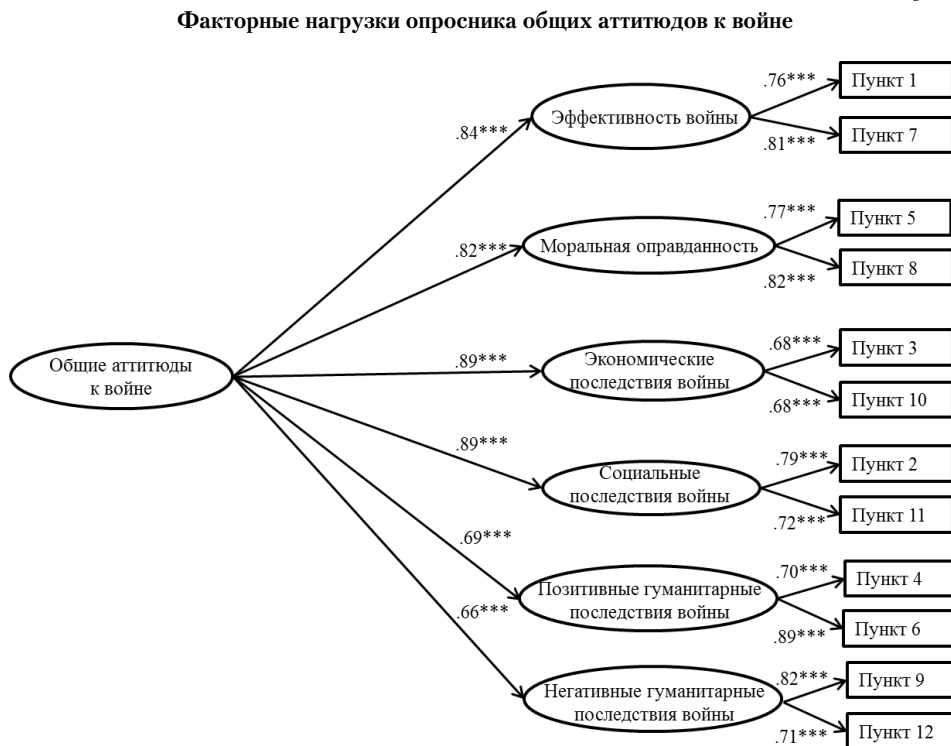 Факторные нагрузки опросника общих аттитюдов к войне
.76***
Пункт 1
Эффективность войны
.84***
.81***
Пункт 7
.77***
Пункт 5
.82***
Моральная оправданность
.82***
Пункт 8
.68***
Пункт 3
Общие аттитюды
к войне
.89***
Экономические
последствия войны
.68***
Пункт 10
.89***
.79***
Пункт 2
Социальные
последствия войны
.72***
Пункт 11
.69***
.70***
Пункт 4
Позитивные гуманитарные
последствия войны
.66***
.89***
Пункт 6
.82***
Пункт 9
Негативные гуманитарные
последствия войны
.71***
Пункт 12